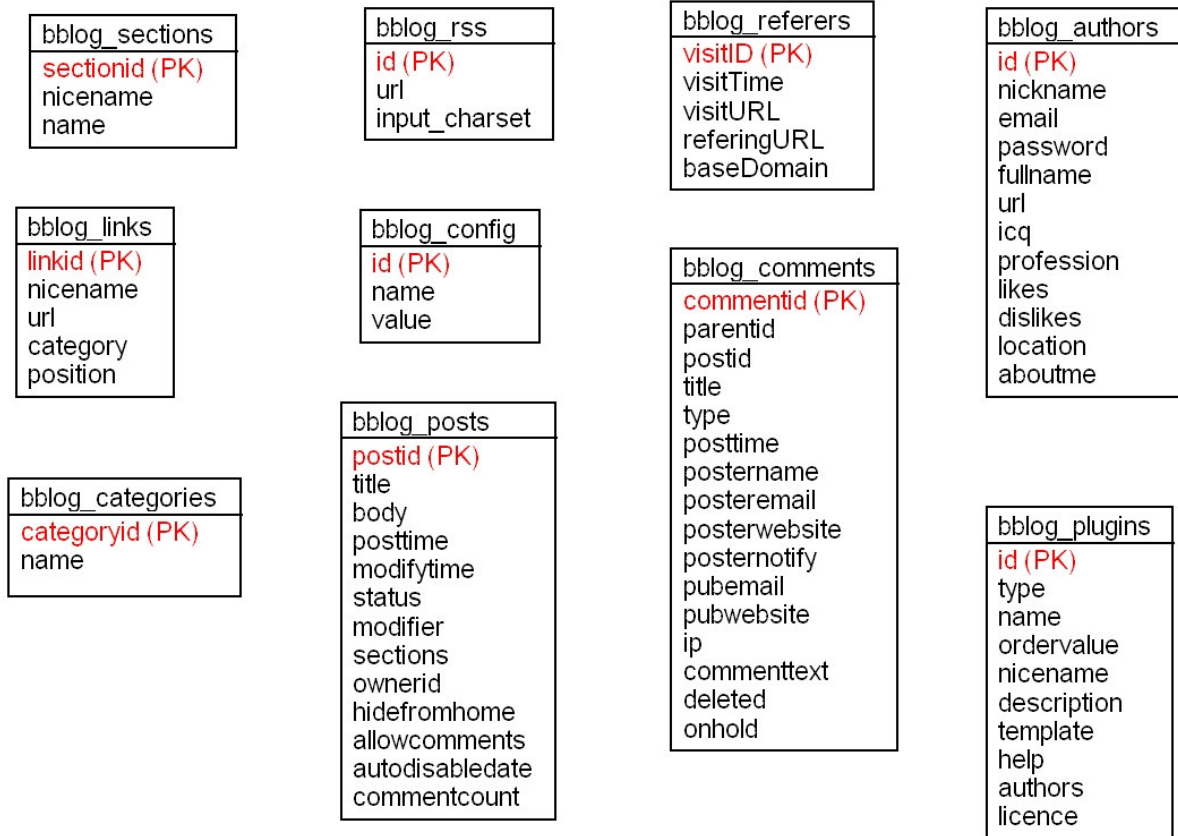 bblog_sections
sectionid (PK)
nicename
name
bblog_rss
id (PK)
url
input_charset
bblog_referers
visitID (PK)
visitTime
visitURL
referingURL
baseDomain
bblog_authors
id (PK)
nickname
email
password
fullname
url
icq
profession
likes
dislikes
location
aboutme
bblog_links
linkid (PK)
nicename
url
category
position
bblog_config
id (PK)
name
value
bblog_comments
commentid (PK)
parentid
postid
title
type
posttime
postername
posteremail
posterwebsite
posternotify
pubemail
pubwebsite
ip
commenttext
deleted
onhold
bblog_categories
categoryid (PK)
name
bblog_posts
postid (PK)
title
body
posttime
modifytime
status
modifier
sections
ownerid
hidefromhome
allowcomments
autodisabledate
commentcount
bblog_plugins
id (PK)
type
name
ordervalue
nicename
description
template
help
authors
licence